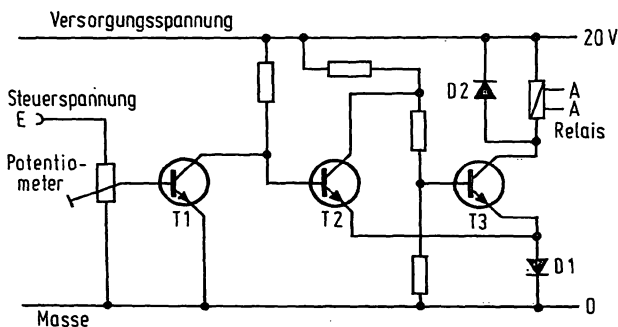 Versorgungsspannung
20 V
Steuerspannung
E
D2
A
A
Relais
Potentio-
meter
T1
T2
T3
D1
Masse
0